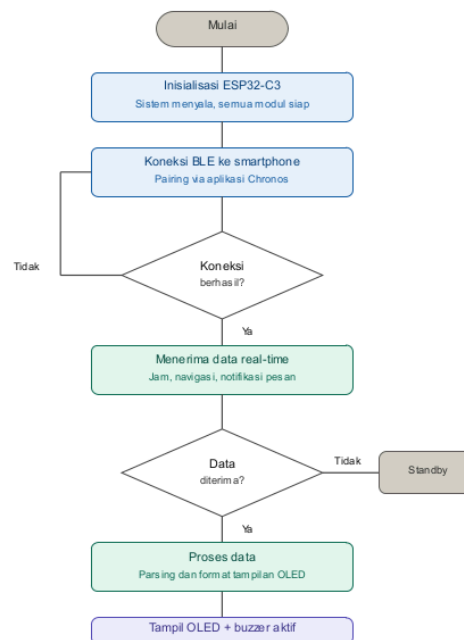 Mulai
Inisialisasi ESP32-C3
Sistem menyala, semua modul siap
Koneksi BLE ke smartphone
Pairing via aplikasi Chronos
Tidak
Koneksi
berhasil?
Ya
Menerima data real-time
Jam, navigasi, notifikasi pesan
Data
diterima?
Tidak
Standby
Ya
Proses data
Parsing dan format tampilan OLED
Tampil OLED + buzzer aktif